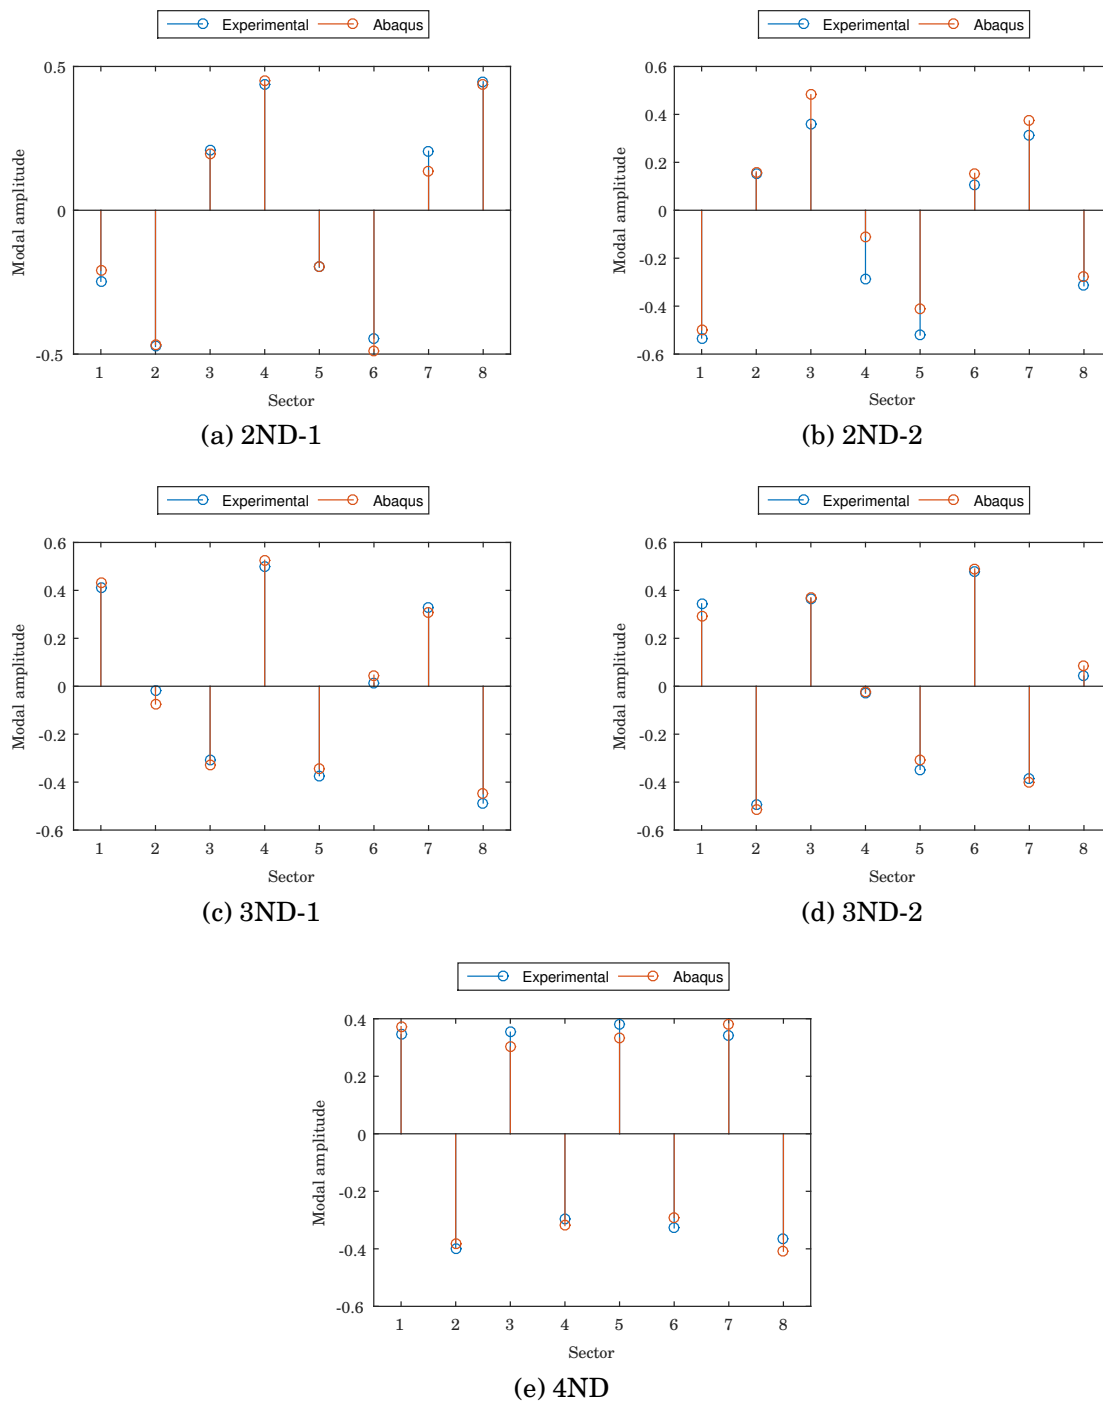 Experimental Abaqus
Experimental Abaqus
0.5
0
-0.5
Modal amplitude
1 2 3 4 5 6 7 8
Sector
(a) 2ND-1
0.6
0.4
0.2
0
-0.2
-0.4
-0.6
Modal amplitude
1 2 3 4 5 6 7 8
Sector
(b) 2ND-2
Experimental Abaqus
Experimental Abaqus
0.6
0.4
0.2
0
-0.2
-0.4
-0.6
Modal amplitude
1 2 3 4 5 6 7 8
Sector
(c) 3ND-1
0.6
0.4
0.2
0
-0.2
-0.4
-0.6
Modal amplitude
1 2 3 4 5 6 7 8
Sector
(d) 3ND-2
Experimental Abaqus
0.4
0.2
0
-0.2
-0.4
-0.6
Modal amplitude
1 2 3 4 5 6 7 8
Sector
(e) 4ND